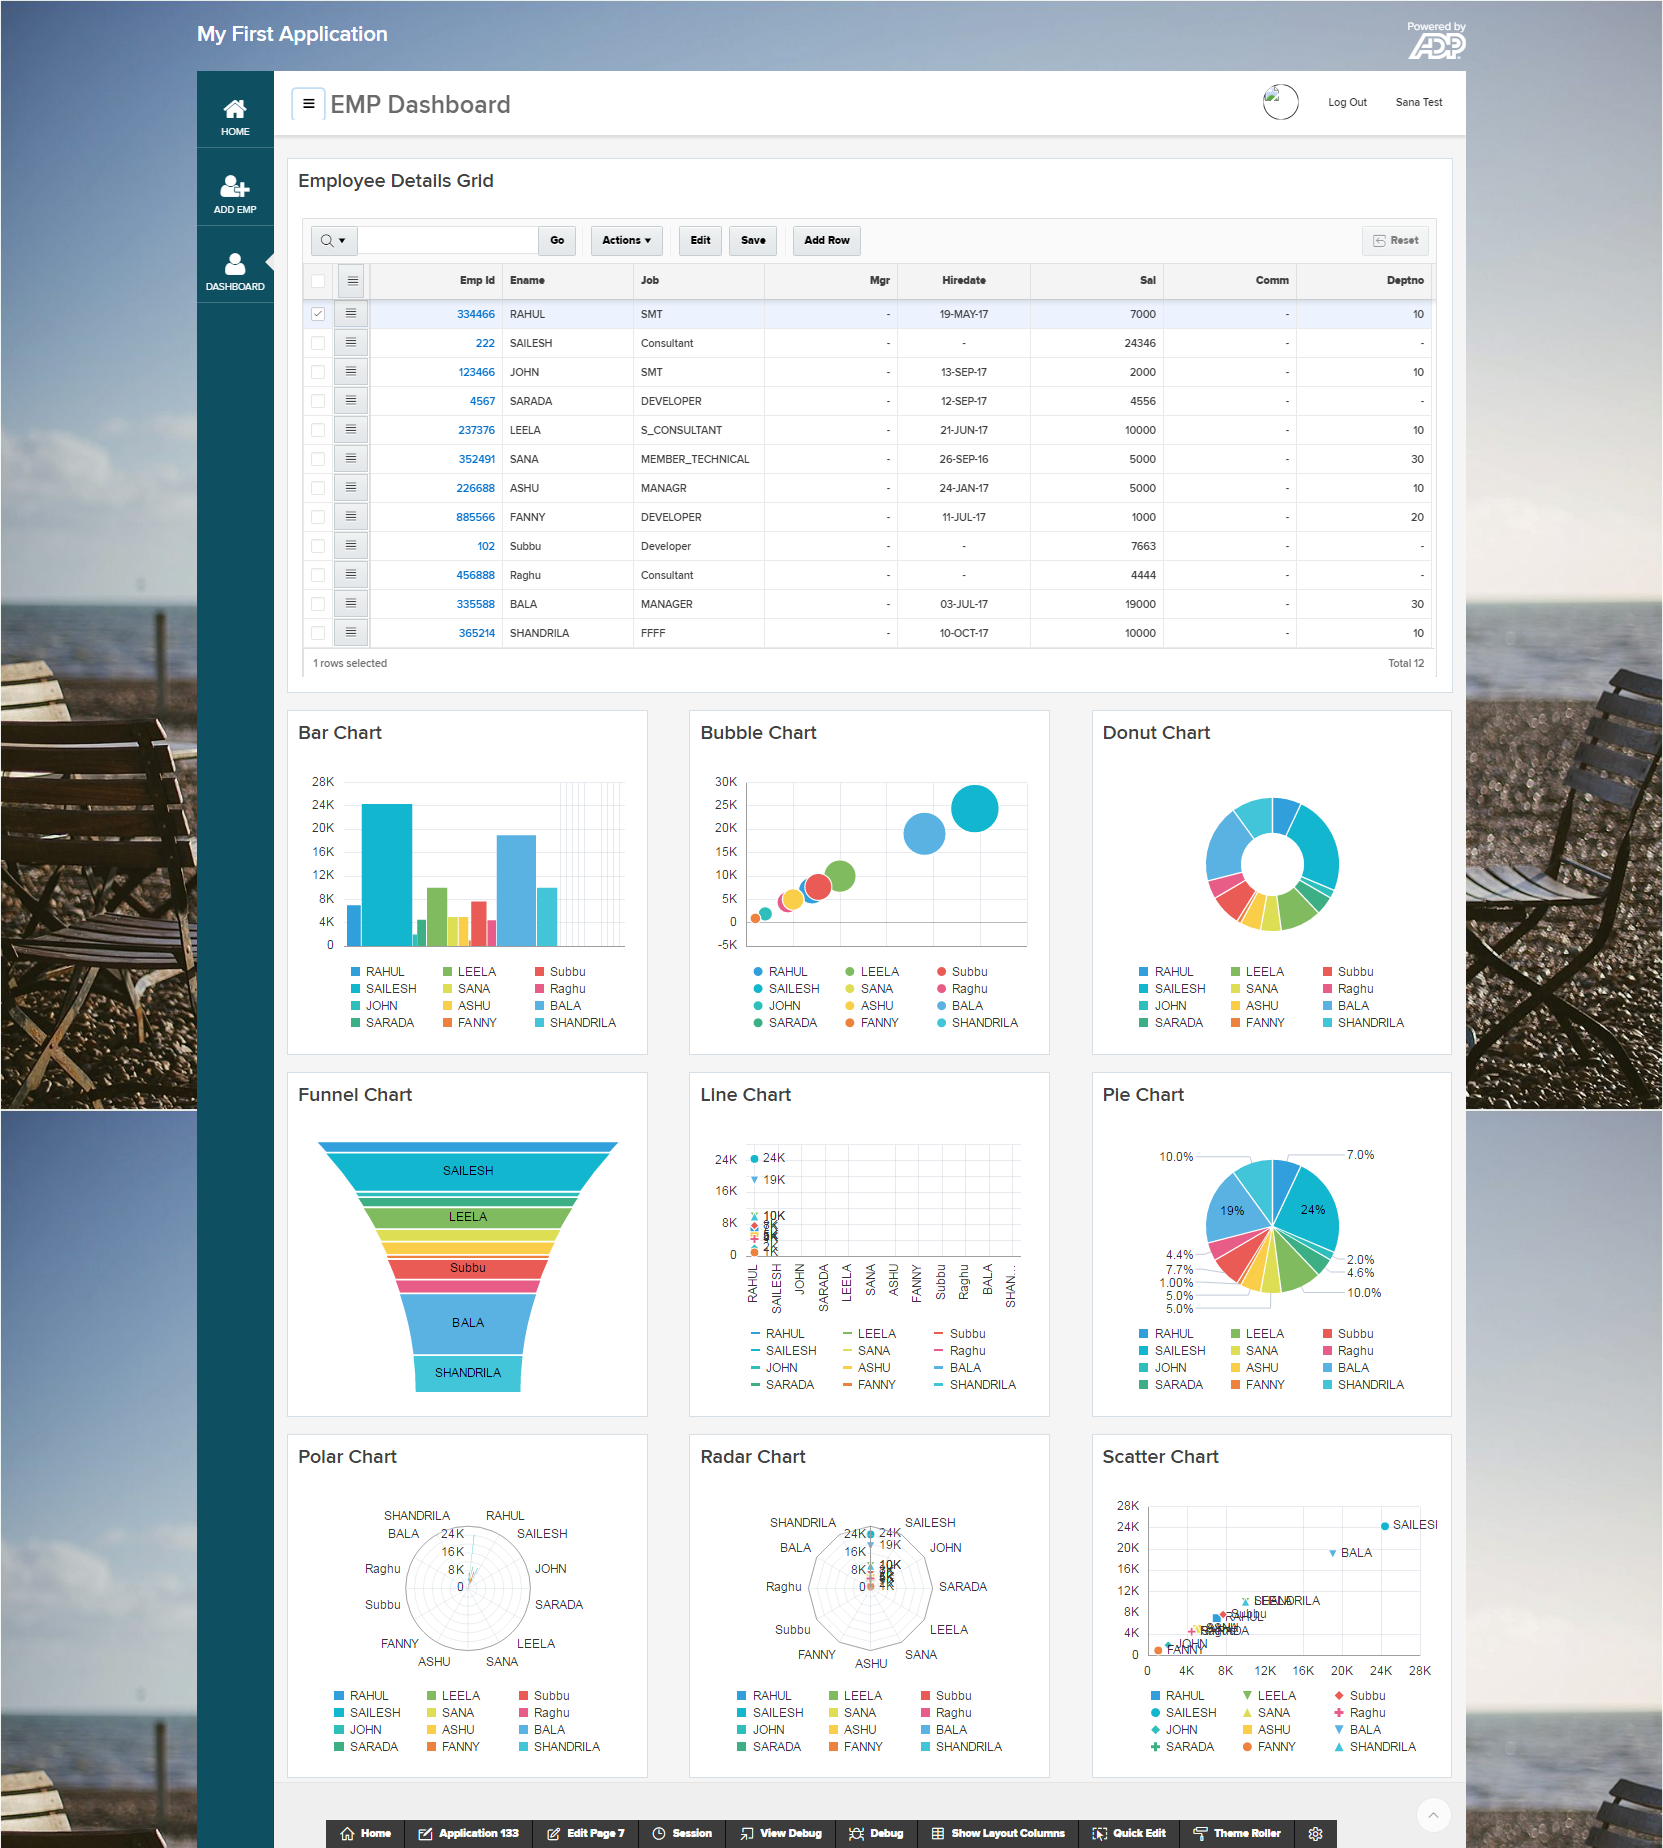 My First Application
Powered by
ADP
HOME
ADD EMP
DASHBOARD
EMP Dashboard
Log Out
Sana Test
Employee Details Grid
Go
Actions
Edit
Save
Add Row
Reset
Emp Id Ename Job Mgr Hiredate Sal Comm Deptno
334466 RAHUL SMT - 19-MAY-17 7000 - 10
222 SAILESH Consultant - - 24346 - -
123466 JOHN SMT - 13-SEP-17 2000 - 10
4567 SARADA DEVELOPER - 12-SEP-17 4556 - -
237376 LEELA S_CONSULTANT - 21-JUN-17 10000 - 10
352491 SANA MEMBER_TECHNICAL - 26-SEP-16 5000 - 30
226688 ASHU MANAGR - 24-JAN-17 5000 - 10
885566 FANNY DEVELOPER - 11-JUL-17 1000 - 20
102 Subbu Developer - - 7663 - -
456888 Raghu Consultant - - 4444 - -
335588 BALA MANAGER - 03-JUL-17 19000 - 30
365214 SHANDRILA FFFF - 10-OCT-17 10000 - 10
1 rows selected
Total 12
Bar Chart
28K
24K
20K
16K
12K
8K
4K
0
RAHUL LEELA Subbu
SAILESH SANA Raghu
JOHN ASHU BALA
SARADA FANNY SHANDRILA
Bubble Chart
30K
25K
20K
15K
10K
5K
0
-5K
RAHUL LEELA Subbu
SAILESH SANA Raghu
JOHN ASHU BALA
SARADA FANNY SHANDRILA
Donut Chart
RAHUL LEELA Subbu
SAILESH SANA Raghu
JOHN ASHU BALA
SARADA FANNY SHANDRILA
Funnel Chart
SAILESH
LEELA
Subbu
BALA
SHANDRILA
Line Chart
24K
16K
8K
0
24K
19K
10K
2K
RAHUL
SAILESH
JOHN
SARADA
LEELA
SANA
ASHU
FANNY
Subbu
Raghu
BALA
SHAN...
RAHUL LEELA Subbu
SAILESH SANA Raghu
JOHN ASHU BALA
SARADA FANNY SHANDRILA
Pie Chart
10.0% 7.0%
19% 24%
4.4% 2.0%
7.7% 4.6%
1.00%
5.0% 10.0%
5.0%
RAHUL LEELA Subbu
SAILESH SANA Raghu
JOHN ASHU BALA
SARADA FANNY SHANDRILA
Polar Chart
SHANDRILA RAHUL
BALA 24K SAILESH
16K
Raghu 8K JOHN
0
Subbu SARADA
FANNY LEELA
ASHU SANA
RAHUL LEELA Subbu
SAILESH SANA Raghu
JOHN ASHU BALA
SARADA FANNY SHANDRILA
Radar Chart
SHANDRILA SAILESH
24K 24K
BALA 16K 19K JOHN
8K 10K
Raghu 0 4K SARADA
Subbu LEELA
FANNY SANA
ASHU
RAHUL LEELA Subbu
SAILESH SANA Raghu
JOHN ASHU BALA
SARADA FANNY SHANDRILA
Scatter Chart
28K
24K
20K
16K
12K
8K
4K
0
SAILESI
BALA
SHANDRILA
Subbu
RAHUL
JOHN
FANNY
0 4K 8K 12K 16K 20K 24K 28K
RAHUL LEELA Subbu
SAILESH SANA Raghu
JOHN ASHU BALA
SARADA FANNY SHANDRILA
Home Application 133 Edit Page 7 Session View Debug Debug Show Layout Columns Quick Edit Theme Roller